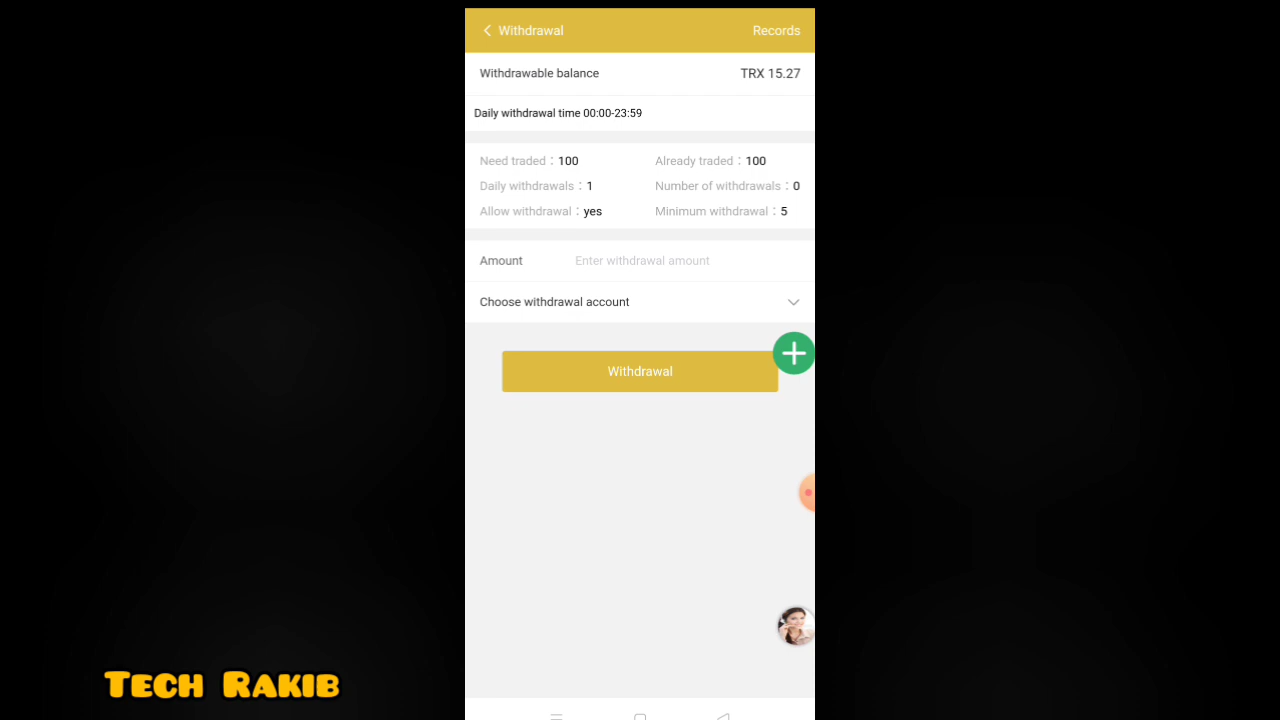 Withdrawal
Records
Withdrawable balance
TRX 15.27
Daily withdrawal time 00:00-23:59
Need traded：100
Already traded：100
Daily withdrawals：1
Number of withdrawals：0
Allow withdrawal：yes
Minimum withdrawal：5
Amount
Enter withdrawal amount
Choose withdrawal account
Withdrawal
TECH RAKIB